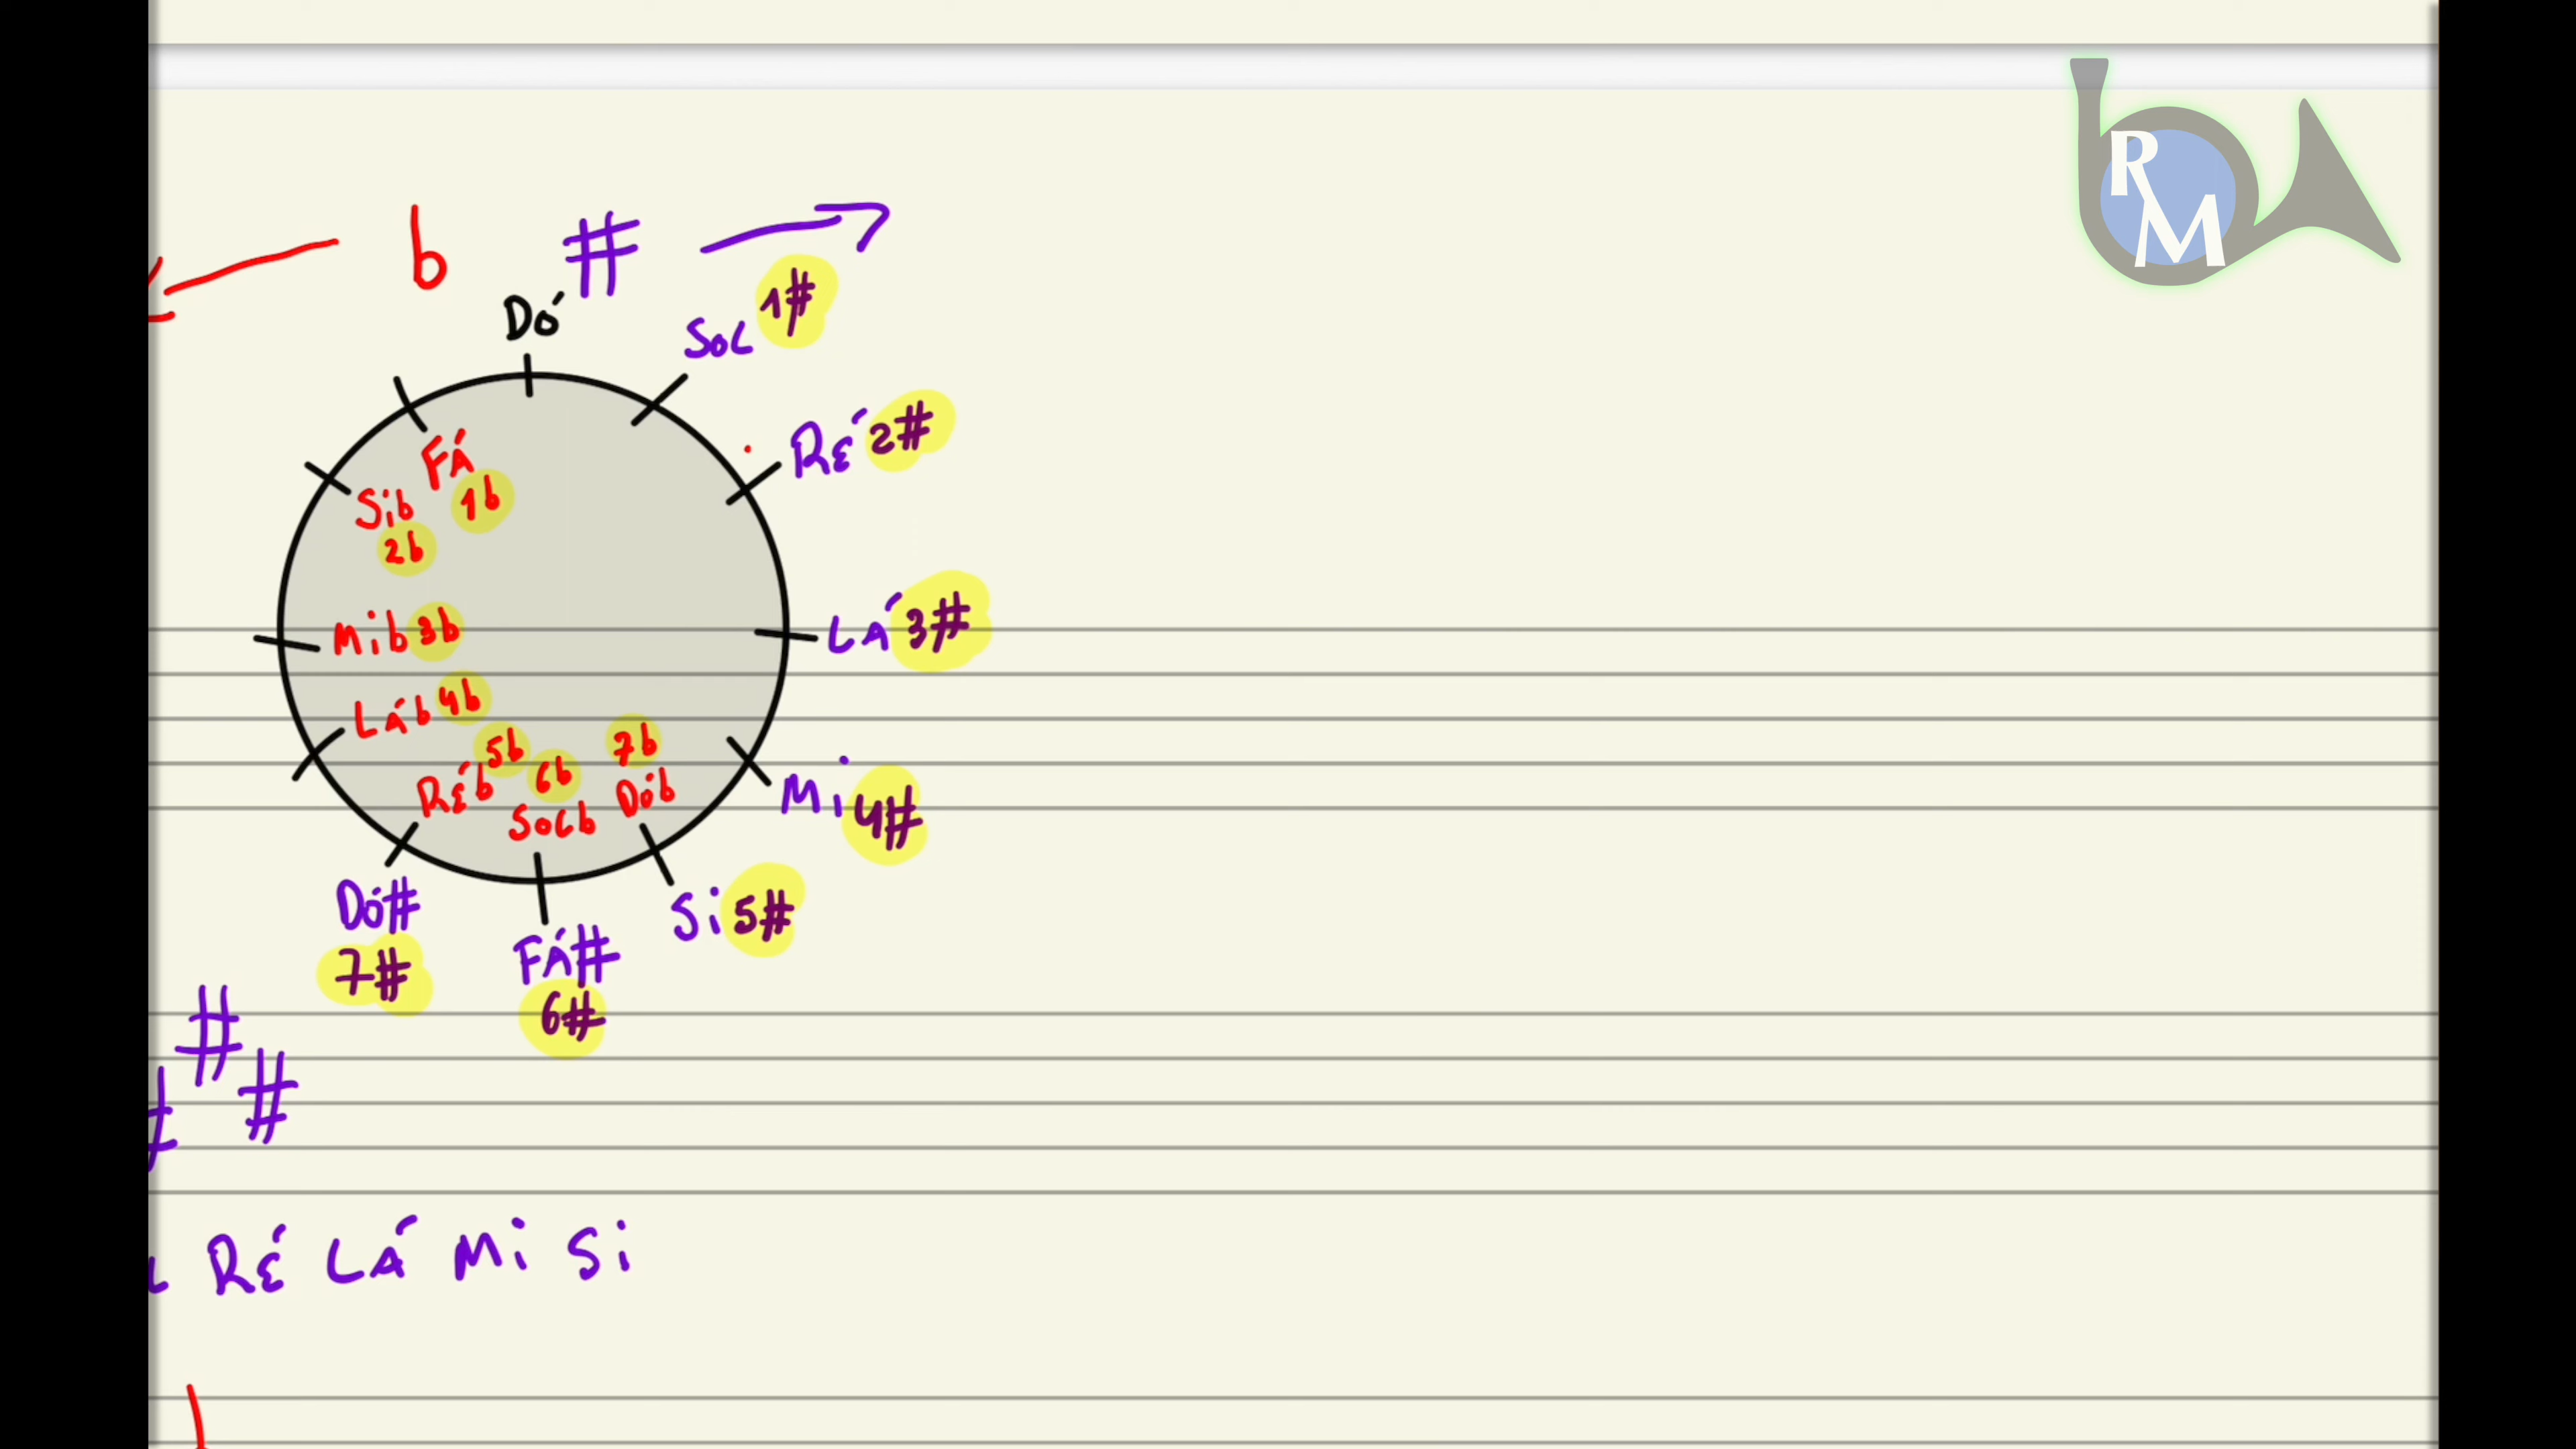 RM
b # 
Dó
Sol 1#
Ré 2#
Fá
1b
Sib
2b
Mib 3b
Lá 3#
Láb 4b
5b
Réb
6b
Solb
7b
Dób
Mi 4#
Si 5#
Dó#
7#
Fá#
6#
# #
Ré Lá Mi Si